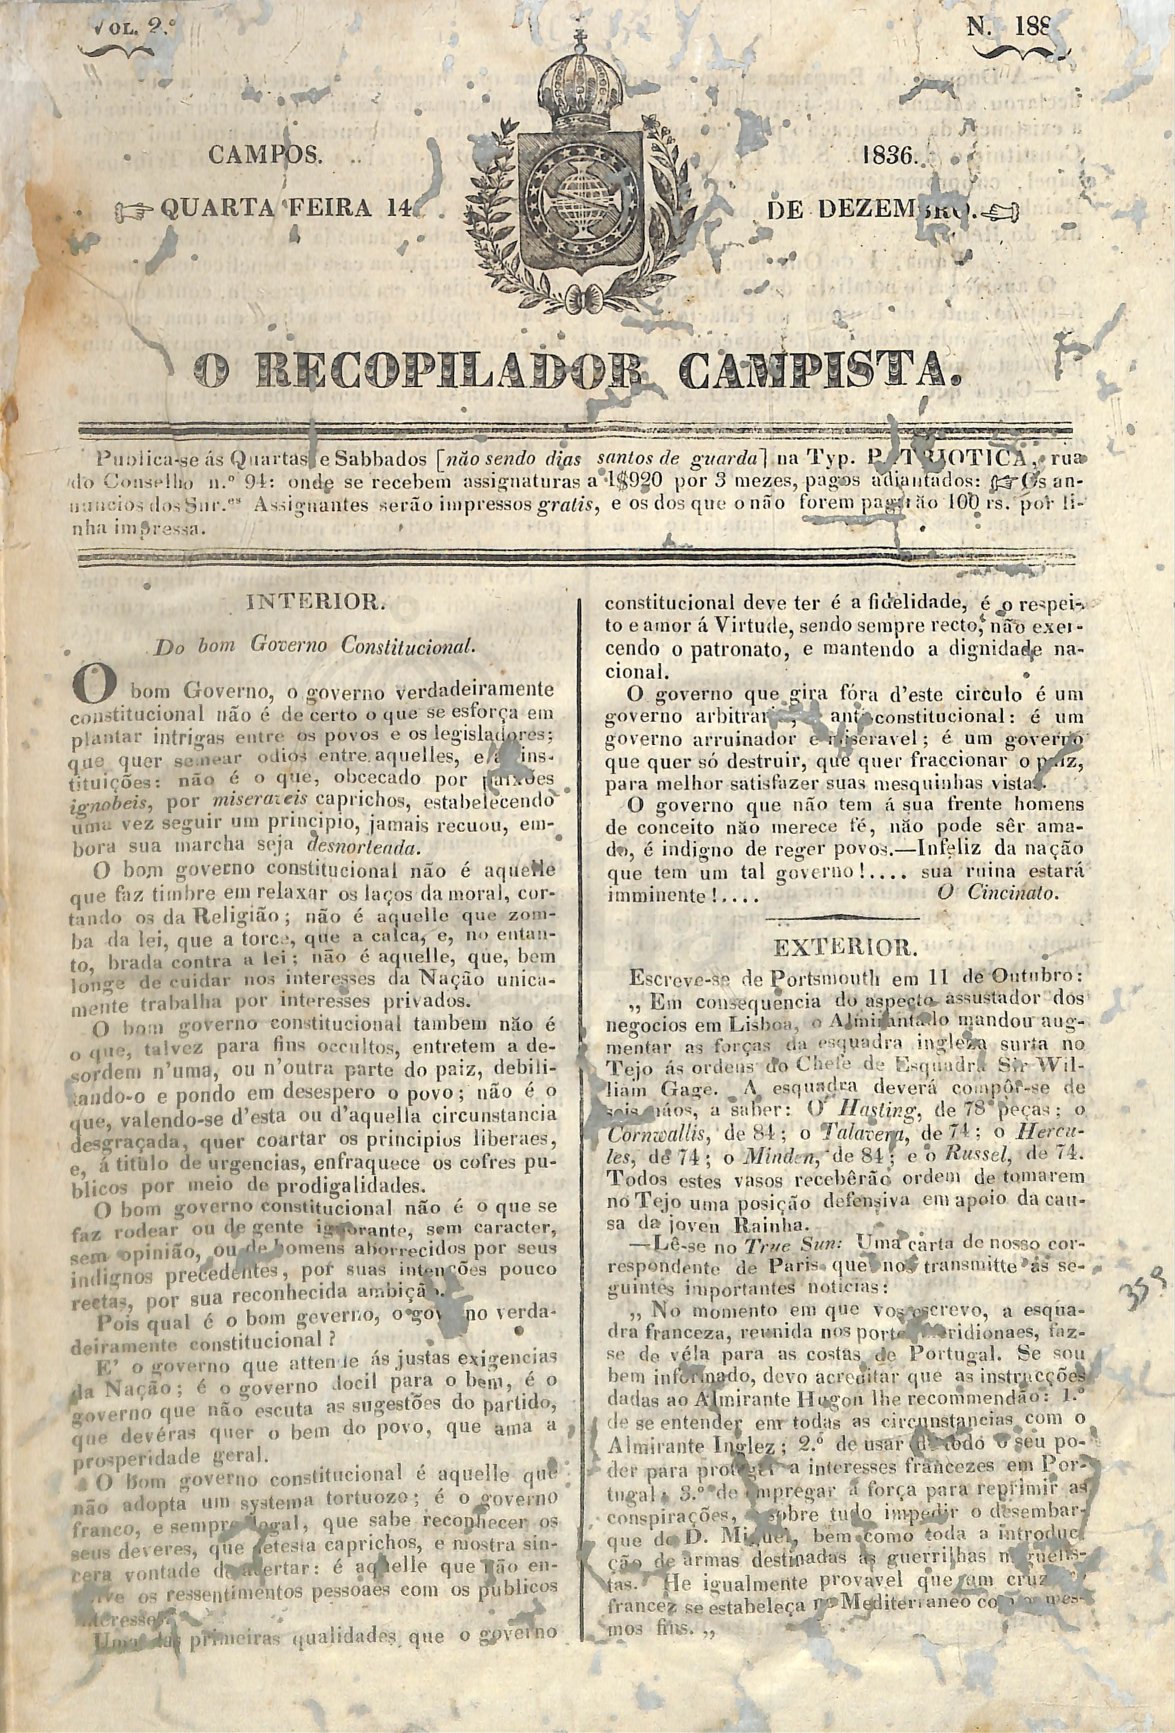 VOL. 2.º
N. 188
CAMPOS.
1836.
QUARTA FEIRA 14
DE DEZEMBRO.
O RECOPILADOR CAMPISTA.
Publica-se ás Quartas e Sabbados [não sendo dias santos de guarda] na Typ. PATRIOTICA, rua
do Conselho n.º 94: onde se recebem assignaturas a 1$920 por 3 mezes, pagos adiantados: Os an-
nuncios dos Snr.es Assignantes serão impressos gratis, e os dos que o não forem pagarão 100 rs. por li-
nha impressa.
INTERIOR.
Do bom Governo Constitucional.
O bom Governo, o governo verdadeiramente
constitucional não é de certo o que se esforça em
plantar intrigas entre os povos e os legisladores;
que quer semear odios entre aquelles, e as ins-
tituições: não é o que, obcecado por paixões
ignobeis, por miseraveis caprichos, estabelecendo
uma vez seguir um principio, jamais recuou, em-
bora sua marcha seja desnorteada.
O bom governo constitucional não é aquelle
que faz timbre em relaxar os laços da moral, cor-
tando os da Religião; não é aquelle que zom-
ba da lei, que a torce, que a calca, e, no entan-
to, brada contra a lei; não é aquelle, que, bem
longe de cuidar nos interesses da Nação unica-
mente trabalha por interesses privados.
O bom governo constitucional tambem não é
o que, talvez para fins occultos, entretem a de-
sordem n'uma, ou n'outra parte do paiz, debili-
tando-o e pondo em desespero o povo; não é o
que, valendo-se d'esta ou d'aquella circunstancia
desgraçada, quer coartar os principios liberaes,
e, á titulo de urgencias, enfraquece os cofres pu-
blicos por meio de prodigalidades.
O bom governo constitucional não é o que se
faz rodear ou de gente ignorante, sem caracter,
sem opinião, ou de homens aborrecidos por seus
indignos precedentes, por suas intenções pouco
rectas, por sua reconhecida ambição.
Pois qual é o bom governo, o governo verda-
deiramente constitucional?
E' o governo que attende ás justas exigencias
da Nação; é o governo docil para o bem, é o
governo que não escuta as sugestões do partido,
que devéras quer o bem do povo, que ama a
prosperidade geral.
O bom governo constitucional é aquelle que
não adopta um systema tortuozo; é o governo
franco, e sempre logal, que sabe reconhecer os
seus deveres, que detesta caprichos, e mostra sin-
cera vontade de acertar: é aquelle que não en-
volve os ressentimentos pessoaes com os publicos
interesses.
Uma das primeiras qualidades que o governo
constitucional deve ter é a fidelidade, é o respei-
to e amor á Virtude, sendo sempre recto, não exer-
cendo o patronato, e mantendo a dignidade na-
cional.
O governo que gira fóra d'este circulo é um
governo arbitrario, anticonstitucional: é um
governo arruinador e miseravel; é um governo
que quer só destruir, que quer fraccionar o paiz,
para melhor satisfazer suas mesquinhas vistas.
O governo que não tem á sua frente homens
de conceito não merece fé, não pode sêr ama-
do, é indigno de reger povos.—Infeliz da nação
que tem um tal governo!.... sua ruina estará
imminente!.... O Cincinato.
EXTERIOR.
Escreve-se de Portsmouth em 11 de Outubro:
„ Em consequencia do aspecto assustador dos
negocios em Lisboa, o Almirantado mandou aug-
mentar as forças da esquadra ingleza surta no
Tejo ás ordens do Chefe de Esquadra Sir Wil-
liam Gage. A esquadra deverá compôr-se de
seis náos, a saber: O Hasting, de 78 peças; o
Cornwallis, de 84; o Talavera, de 74; o Hercu-
les, de 74; o Minden, de 84; e o Russel, de 74.
Todos estes vasos recebêrão ordem de tomarem
no Tejo uma posição defensiva em apoio da cau-
sa da joven Rainha.
—Lê-se no True Sun: Uma carta de nosso cor-
respondente de Paris que nos transmitte as se-
guintes importantes noticias:
„ No momento em que vos escrevo, a esqua-
dra franceza, reunida nos portos meridionaes, faz-
se de véla para as costas de Portugal. Se sou
bem informado, devo acreditar que as instrucções
dadas ao Almirante Hugon lhe recommendão: 1.º
de se entender em todas as circunstancias com o
Almirante Inglez; 2.º de usar de todo o seu po-
der para proteger a interesses francezes em Por-
tugal; 3.º de empregar a força para reprimir as
conspirações, sobre tudo impedir o desembar-
que de D. Miguel, bem como toda a introduc-
ção de armas destinadas ás guerrilhas miguelis-
tas. He igualmente provavel que um cruz
francez se estabeleça no Mediterraneo com os mes-
mos fins. „
359